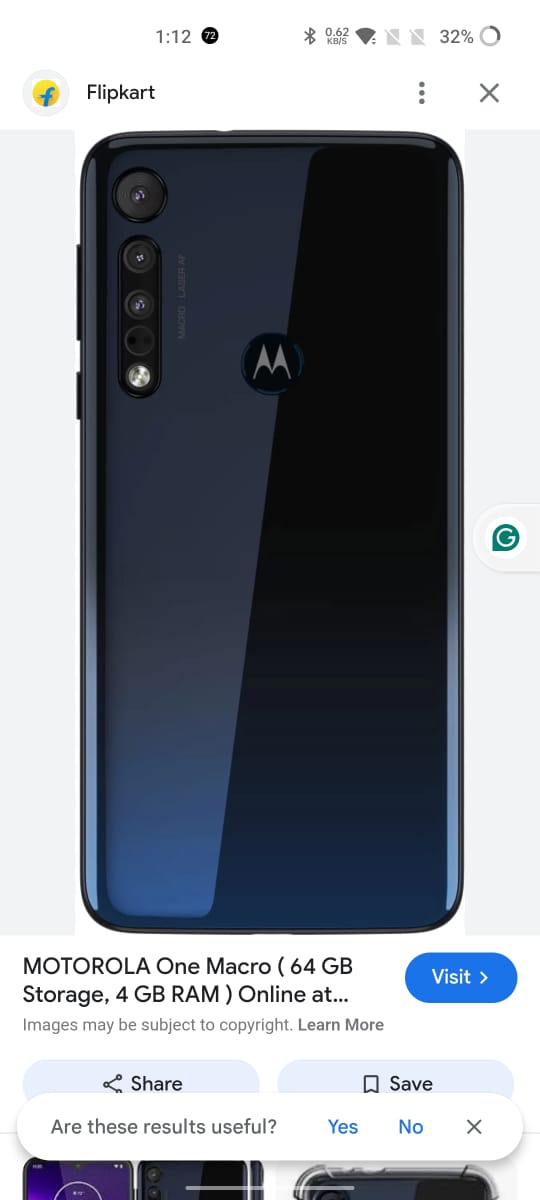 1:12 72 0.62 KB/S 32%
Flipkart
MACRO LASER AF
MOTOROLA One Macro ( 64 GB
Storage, 4 GB RAM ) Online at...
Visit
Images may be subject to copyright. Learn More
Share Save
Are these results useful? Yes No